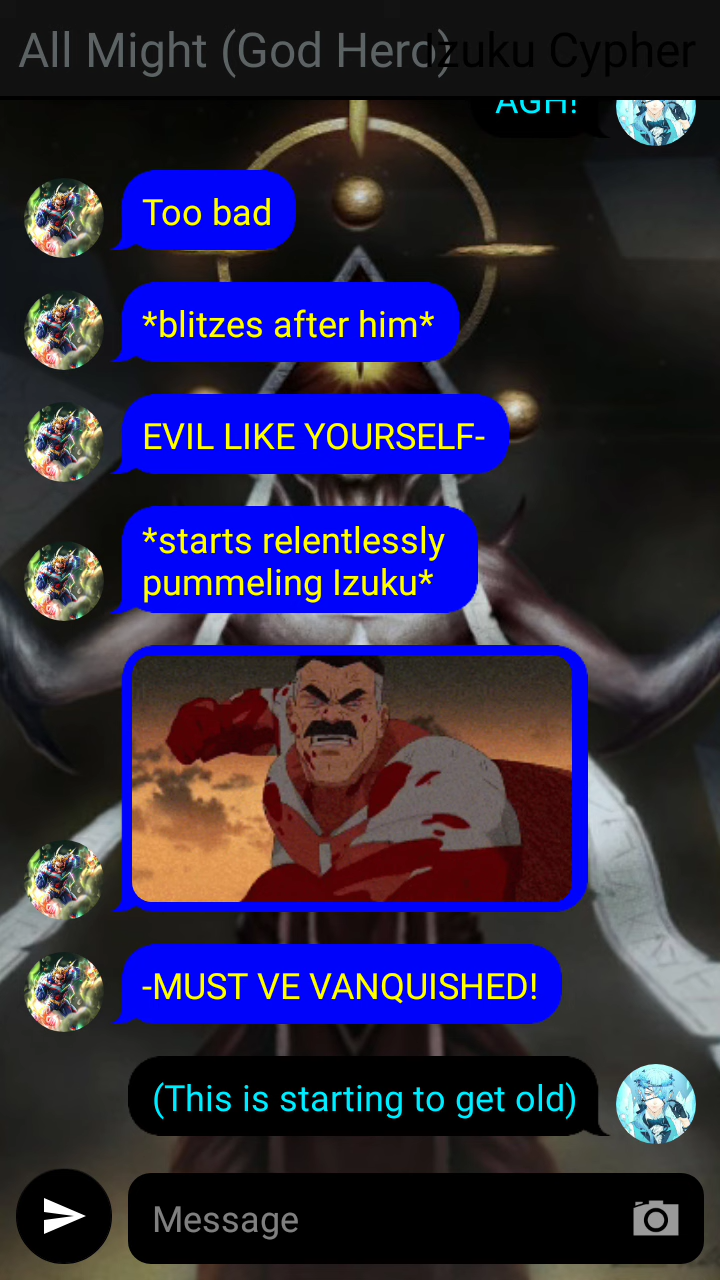 All Might (God Hero)
Izuku Cypher
AGH!
Too bad
*blitzes after him*
EVIL LIKE YOURSELF-
*starts relentlessly
pummeling Izuku*
-MUST VE VANQUISHED!
(This is starting to get old)
Message